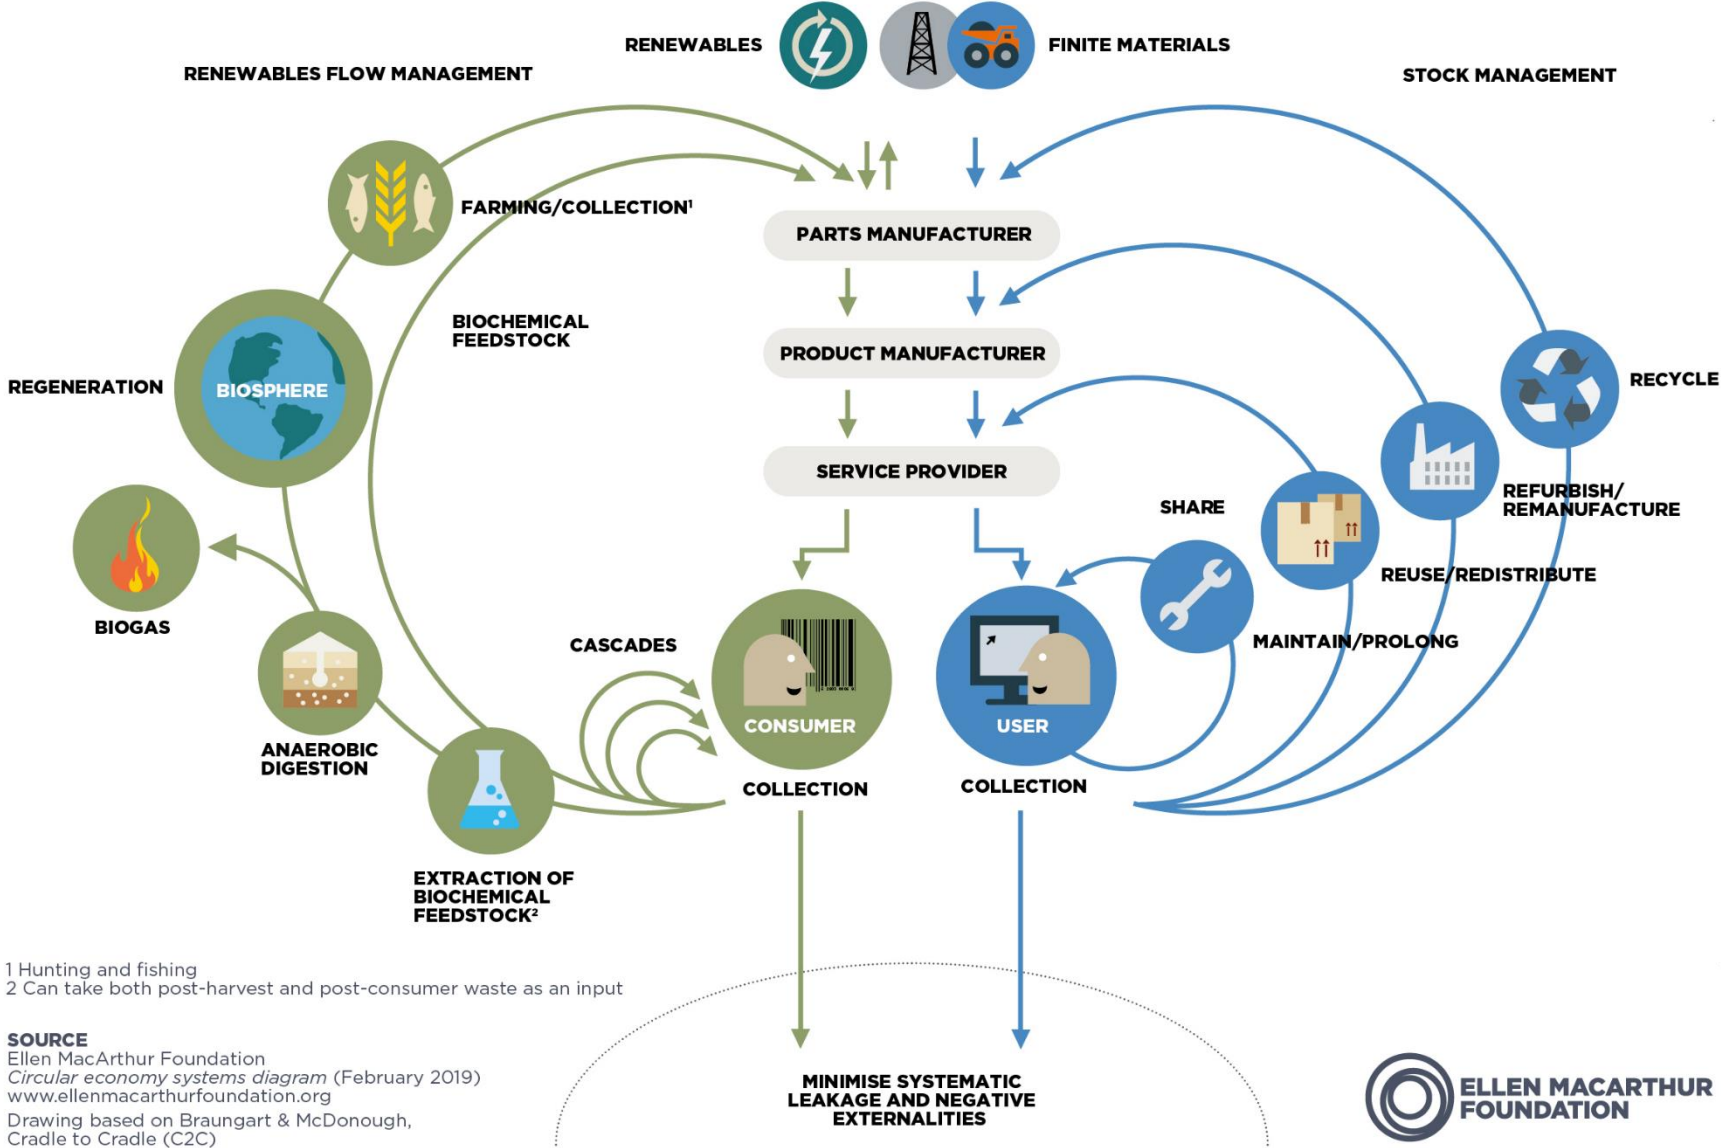 RENEWABLES
FINITE MATERIALS
RENEWABLES FLOW MANAGEMENT
STOCK MANAGEMENT
FARMING/COLLECTION¹
PARTS MANUFACTURER
BIOCHEMICAL
FEEDSTOCK
PRODUCT MANUFACTURER
REGENERATION
BIOSPHERE
RECYCLE
SERVICE PROVIDER
SHARE
REFURBISH/
REMANUFACTURE
REUSE/REDISTRIBUTE
BIOGAS
CASCADES
MAINTAIN/PROLONG
CONSUMER
USER
ANAEROBIC
DIGESTION
COLLECTION
COLLECTION
EXTRACTION OF
BIOCHEMICAL
FEEDSTOCK²
1 Hunting and fishing
2 Can take both post-harvest and post-consumer waste as an input
SOURCE
Ellen MacArthur Foundation
Circular economy systems diagram (February 2019)
www.ellenmacarthurfoundation.org
Drawing based on Braungart & McDonough,
Cradle to Cradle (C2C)
MINIMISE SYSTEMATIC
LEAKAGE AND NEGATIVE
EXTERNALITIES
ELLEN MACARTHUR
FOUNDATION